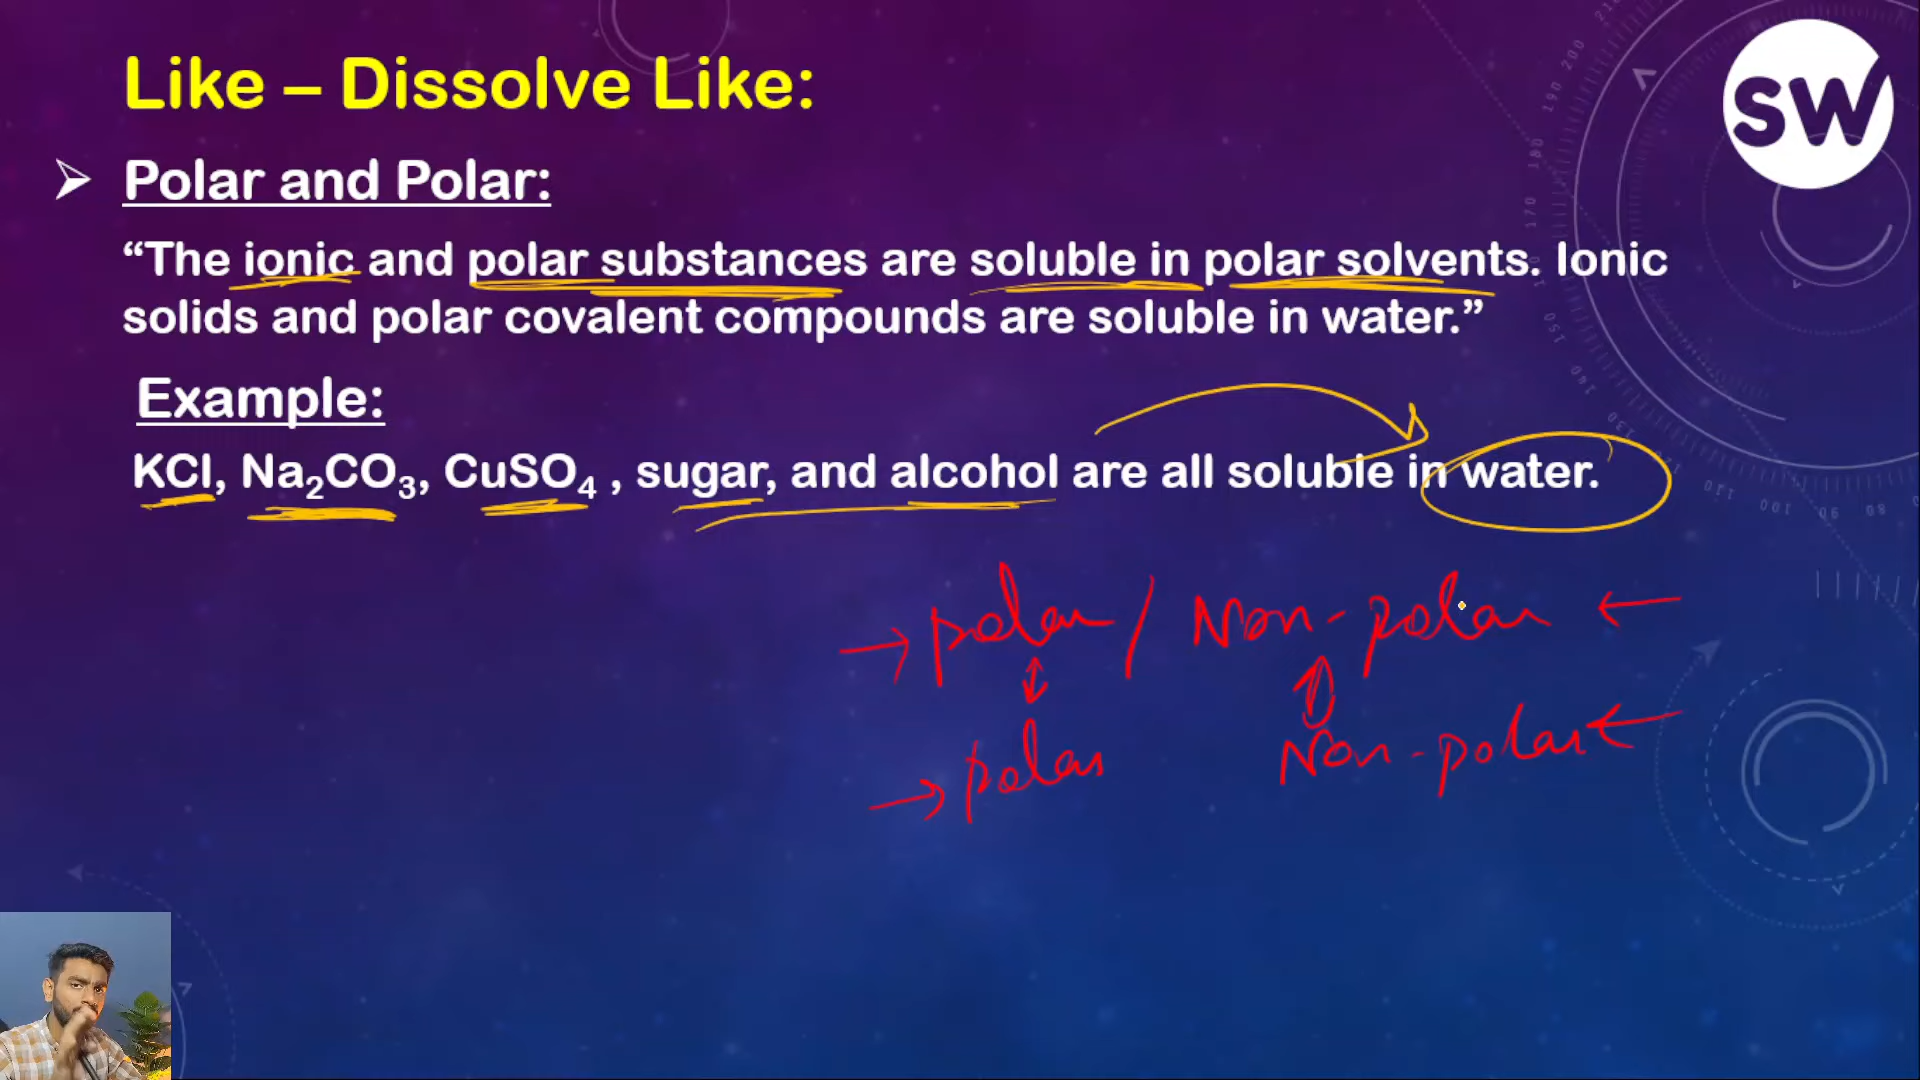 Like – Dissolve Like:
SW
➢ Polar and Polar:
“The ionic and polar substances are soluble in polar solvents. Ionic
solids and polar covalent compounds are soluble in water.”
Example:
KCl, Na₂CO₃, CuSO₄ , sugar, and alcohol are all soluble in water.
→ polar / Non-polar ←
→ polar Non-polar ←